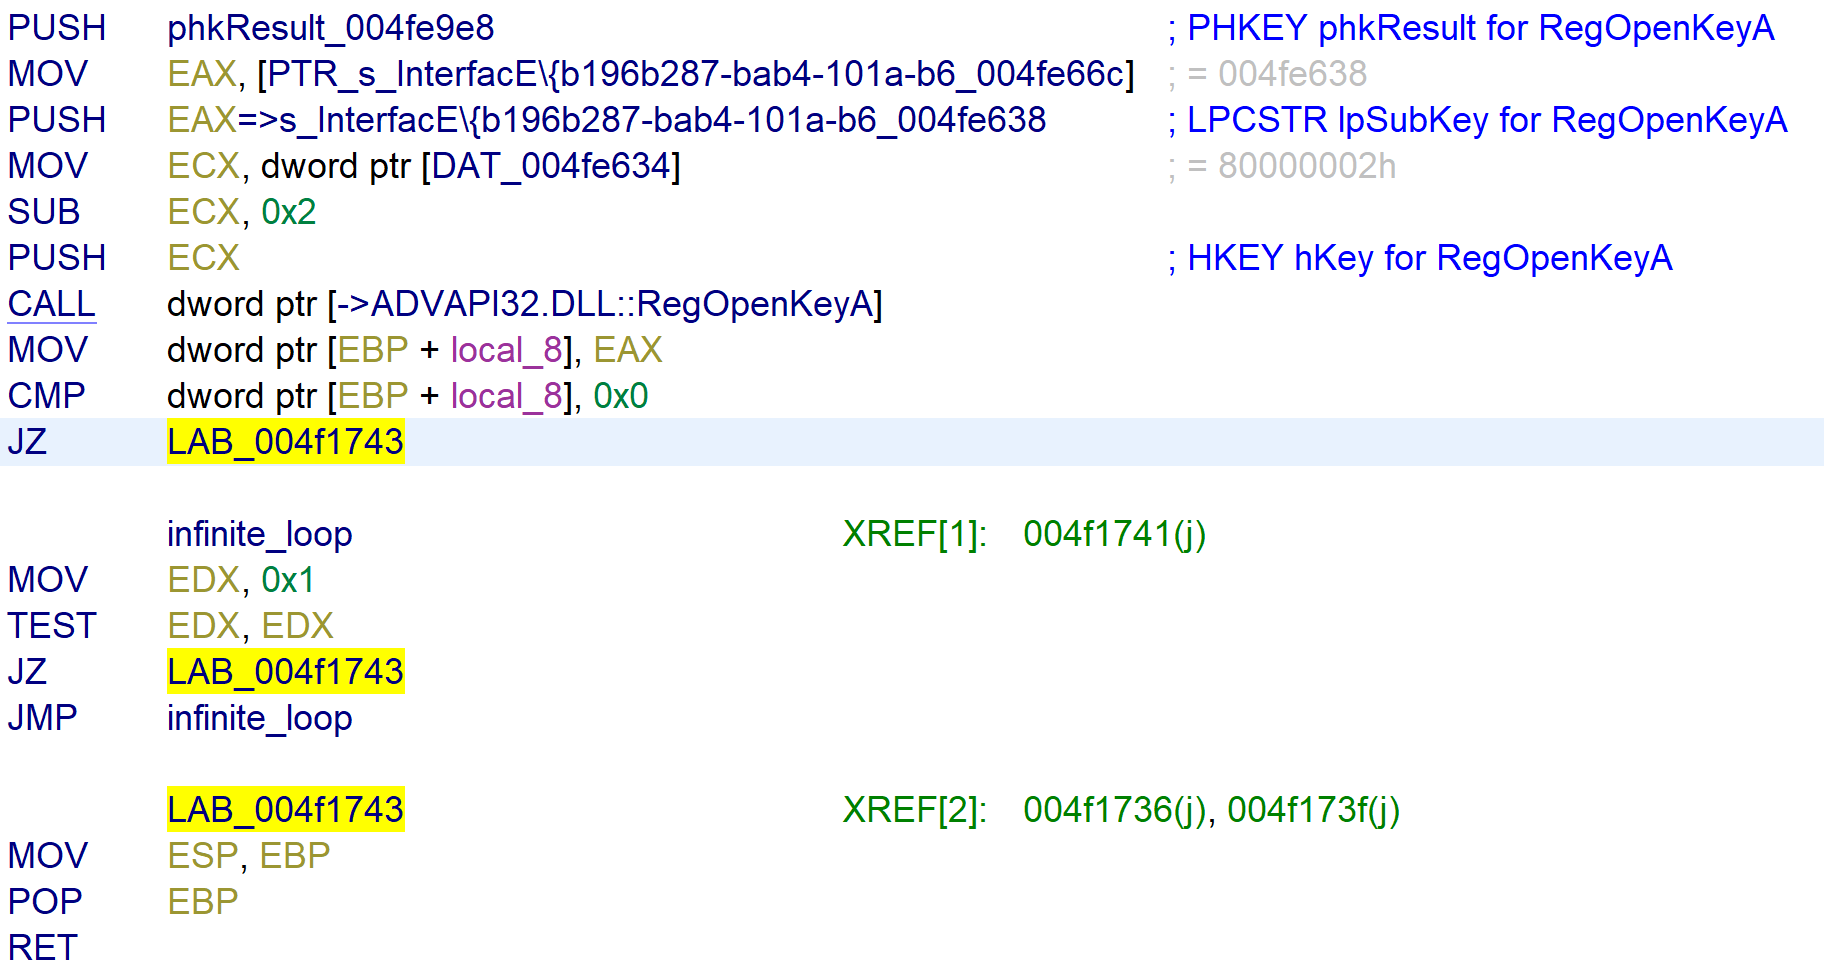 PUSH phkResult_004fe9e8 ; PHKEY phkResult for RegOpenKeyA
MOV EAX, [PTR_s_InterfacE\{b196b287-bab4-101a-b6_004fe66c] ; = 004fe638
PUSH EAX=>s_InterfacE\{b196b287-bab4-101a-b6_004fe638 ; LPCSTR lpSubKey for RegOpenKeyA
MOV ECX, dword ptr [DAT_004fe634] ; = 80000002h
SUB ECX, 0x2
PUSH ECX ; HKEY hKey for RegOpenKeyA
CALL dword ptr [->ADVAPI32.DLL::RegOpenKeyA]
MOV dword ptr [EBP + local_8], EAX
CMP dword ptr [EBP + local_8], 0x0
JZ LAB_004f1743
infinite_loop XREF[1]: 004f1741(j)
MOV EDX, 0x1
TEST EDX, EDX
JZ LAB_004f1743
JMP infinite_loop
LAB_004f1743 XREF[2]: 004f1736(j), 004f173f(j)
MOV ESP, EBP
POP EBP
RET